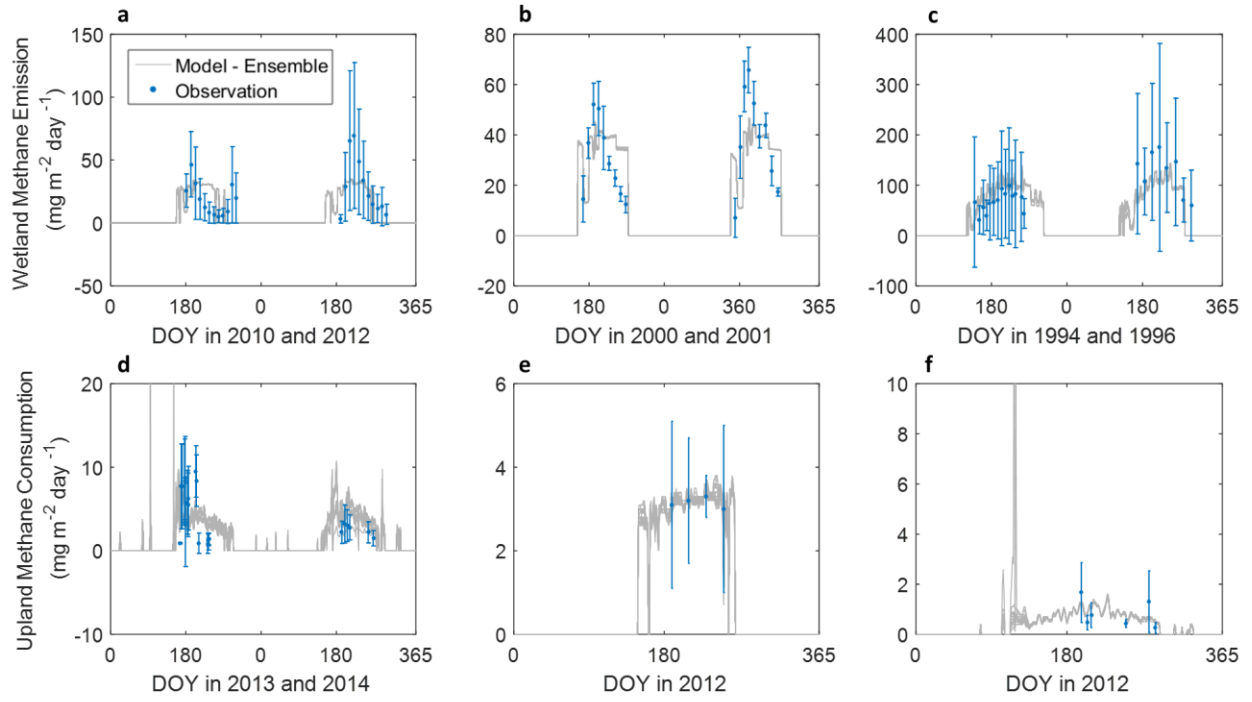 a
b
c
Wetland Methane Emission
(mg m-2 day -1)
150
100
50
0
-50
Model - Ensemble
Observation
0 180 0 180 365
DOY in 2010 and 2012
80
60
40
20
0
-20
0 180 0 360 365
DOY in 2000 and 2001
400
300
200
100
0
-100
0 180 0 180 365
DOY in 1994 and 1996
d
e
f
Upland Methane Consumption
(mg m-2 day -1)
20
10
0
-10
0 180 0 180 365
DOY in 2013 and 2014
6
4
2
0
0 180 365
DOY in 2012
10
8
6
4
2
0
0 180 365
DOY in 2012